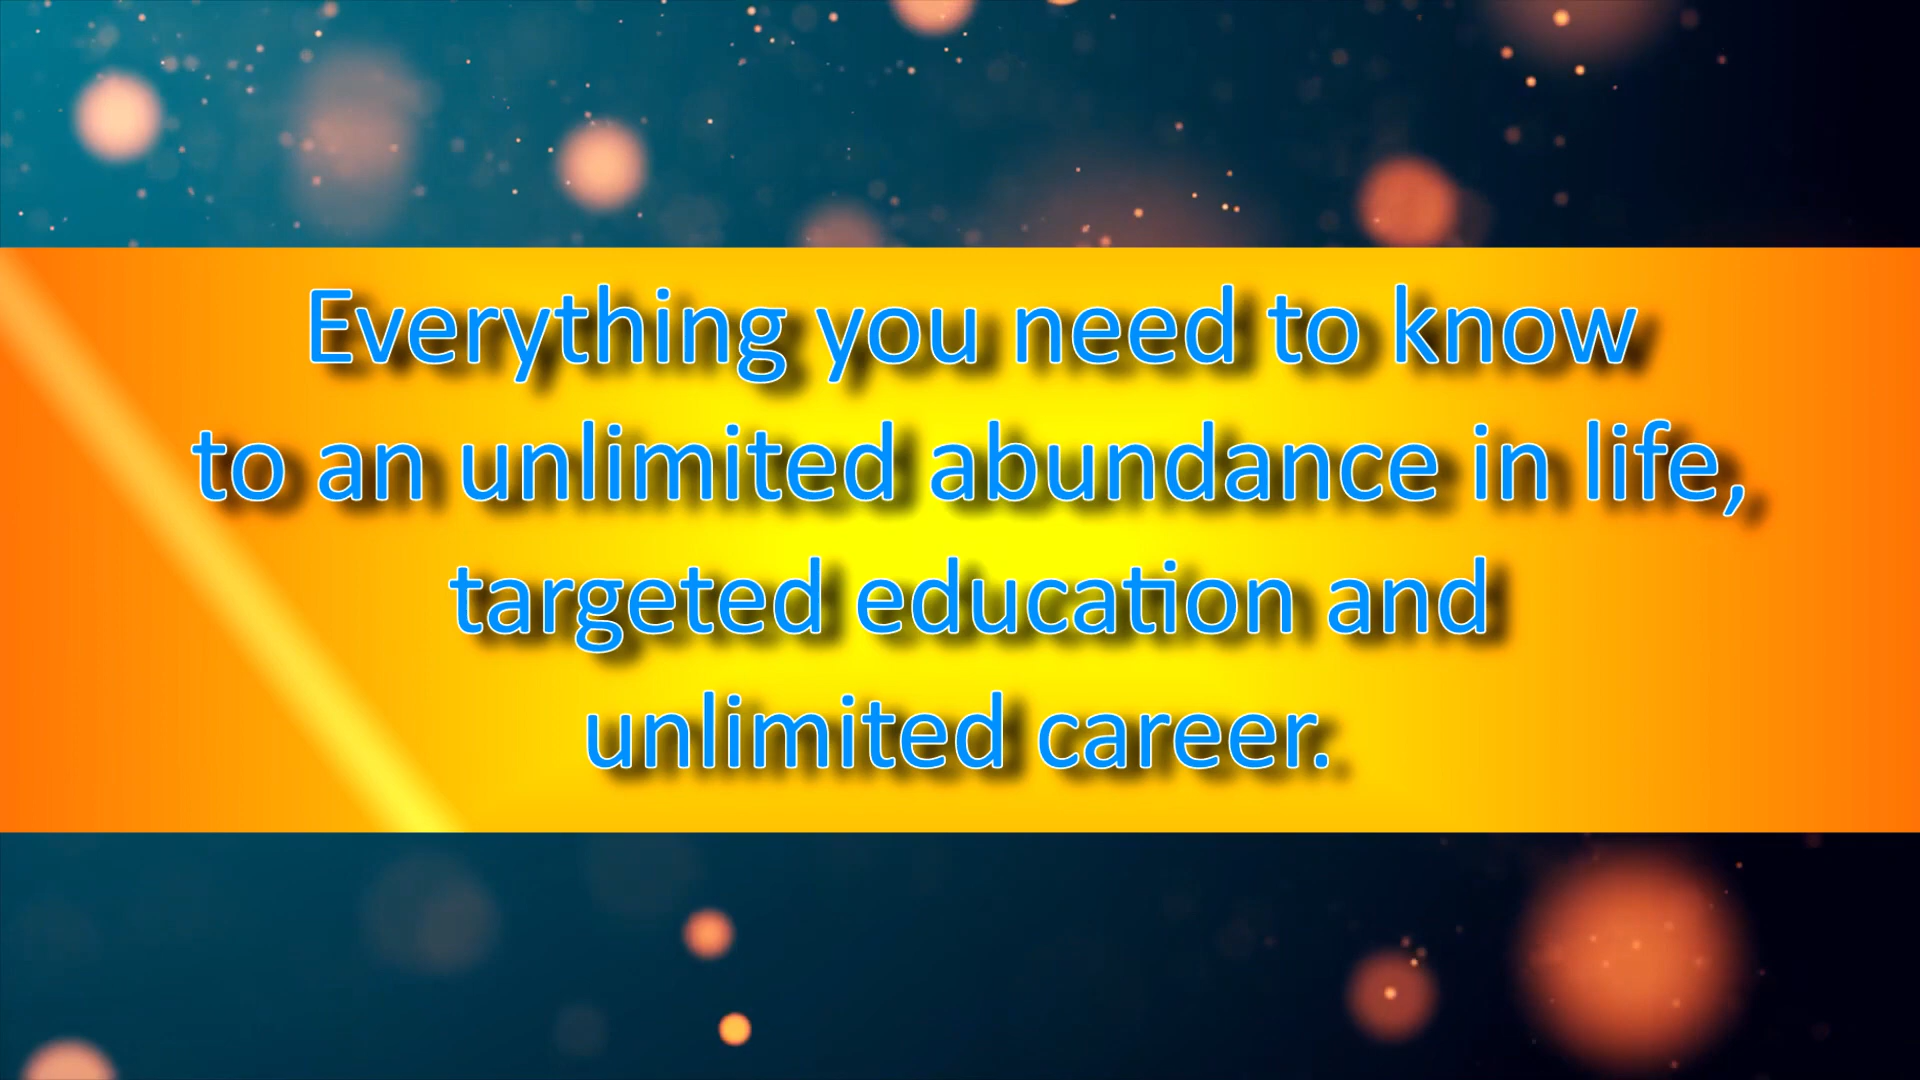 Everything you need to know
to an unlimited abundance in life,
targeted education and
unlimited career.